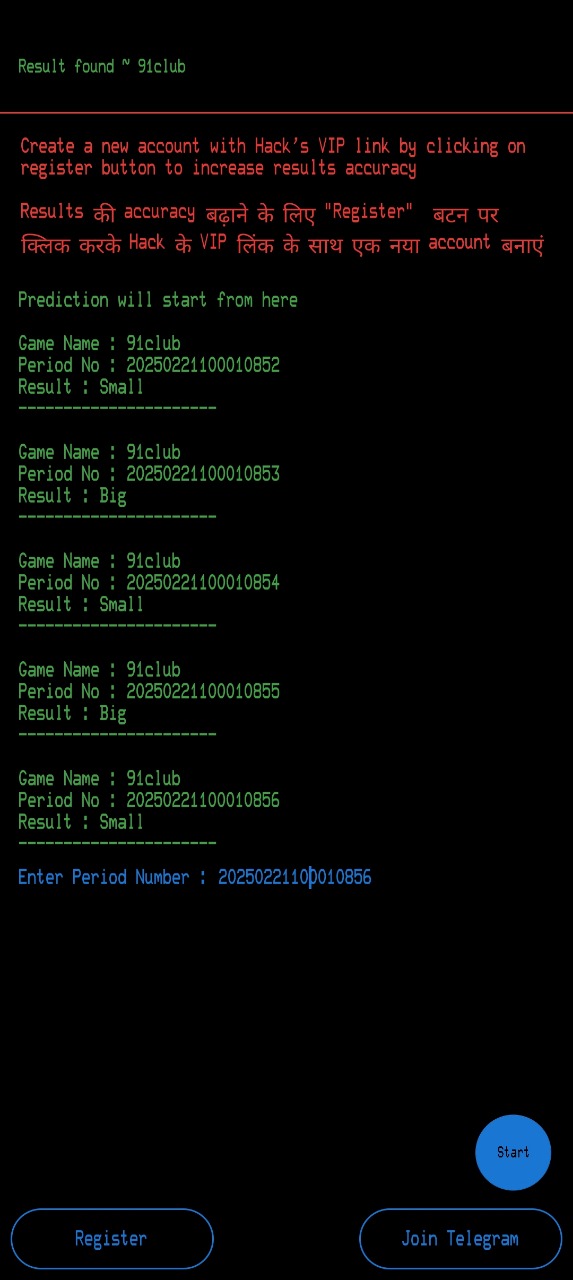 Result found ~ 91club
Create a new account with Hack's VIP link by clicking on
register button to increase results accuracy
Results की accuracy बढ़ाने के लिए "Register" बटन पर
क्लिक करके Hack के VIP लिंक के साथ एक नया account बनाएं
Prediction will start from here
Game Name : 91club
Period No : 20250221100010852
Result : Small
----------------------
Game Name : 91club
Period No : 20250221100010853
Result : Big
----------------------
Game Name : 91club
Period No : 20250221100010854
Result : Small
----------------------
Game Name : 91club
Period No : 20250221100010855
Result : Big
----------------------
Game Name : 91club
Period No : 20250221100010856
Result : Small
----------------------
Enter Period Number : 20250221100010856
Start
Register
Join Telegram